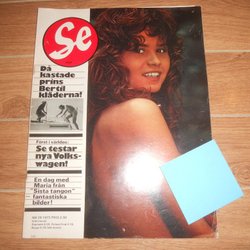 Se
Då
kastade
prins
Bertil
kläderna!
Först i världen:
Se testar
nya Volks-
wagen!
En dag med
Maria från
"Sista tangon"
fantastiska
bilder!